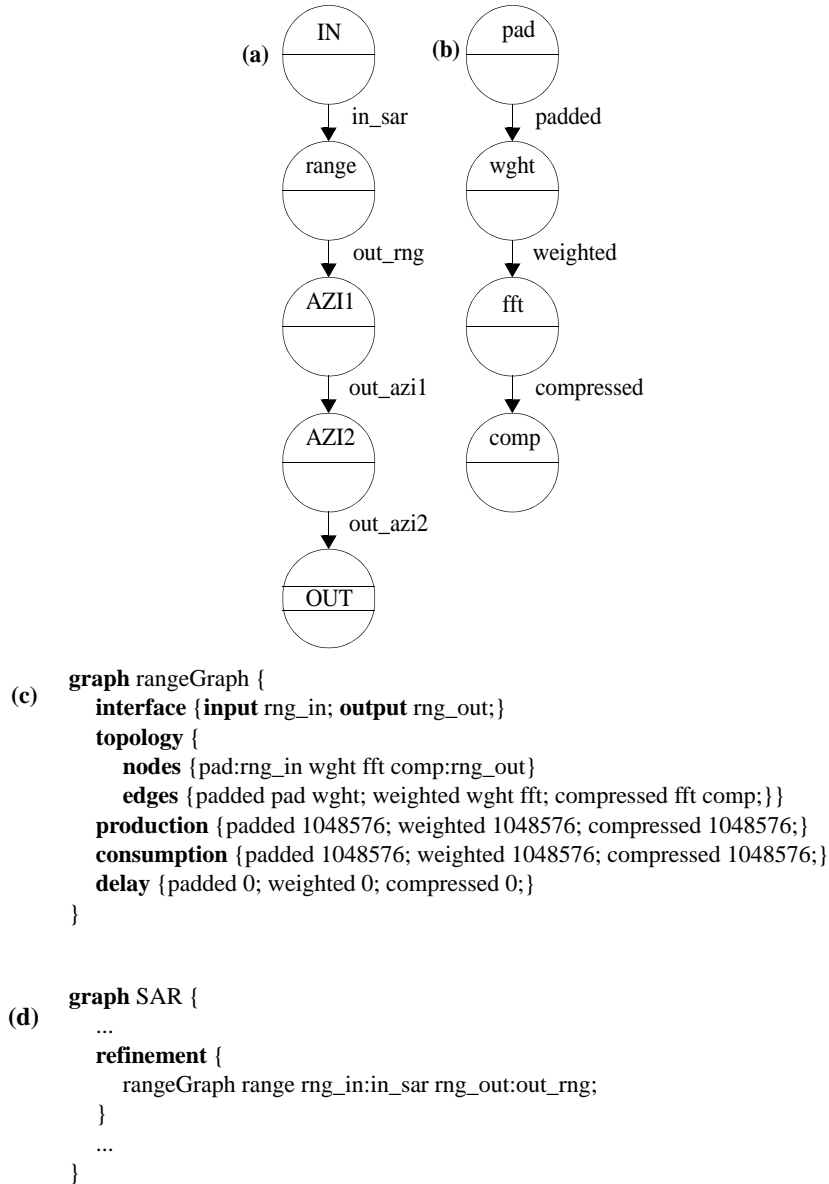 (a)
IN
in_sar
range
out_rng
AZI1
out_azi1
AZI2
out_azi2
OUT
(b)
pad
padded
wght
weighted
fft
compressed
comp
(c)
graph rangeGraph {
interface {input rng_in; output rng_out;}
topology {
nodes {pad:rng_in wght fft comp:rng_out}
edges {padded pad wght; weighted wght fft; compressed fft comp;}}
production {padded 1048576; weighted 1048576; compressed 1048576;}
consumption {padded 1048576; weighted 1048576; compressed 1048576;}
delay {padded 0; weighted 0; compressed 0;}
}
(d)
graph SAR {
...
refinement {
rangeGraph range rng_in:in_sar rng_out:out_rng;
}
...
}